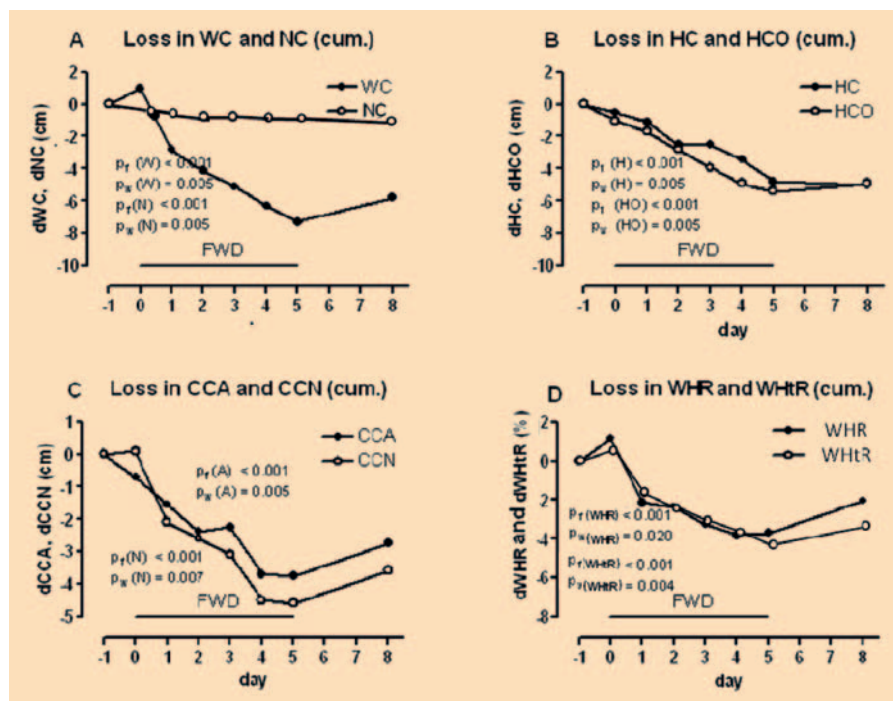 A Loss in WC and NC (cum.)
2
0
-2
-4
-6
-8
-10
dWC, dNC (cm)
WC
NC
pf (W) < 0.001
pw (W) = 0.005
pf (N) < 0.001
pw (N) = 0.005
FWD
-1 0 1 2 3 4 5 8
day
B Loss in HC and HCO (cum.)
2
0
-2
-4
-6
-8
-10
dHC, dHCO (cm)
HC
HCO
pf (H) < 0.001
pw (H) = 0.005
pf (HO) < 0.001
pw (HO) = 0.005
FWD
-1 0 1 2 3 4 5 8
day
C Loss in CCA and CCN (cum.)
1
0
-1
-2
-3
-4
-5
dCCA, dCCN (cm)
CCA
CCN
pf (A) < 0.001
pw (A) = 0.005
pf (N) < 0.001
pw (N) = 0.007
FWD
-1 0 1 2 3 4 5 8
day
D Loss in WHR and WHtR (cum.)
2
0
2
-4
-6
-8
dWHR and dWHtR (%)
WHR
WHtR
pf (WHR) < 0.001
pw (WHR) = 0.020
pf (WHtR) < 0.001
pw (WHtR) = 0.004
FWD
-1 0 1 2 3 4 5 8
day